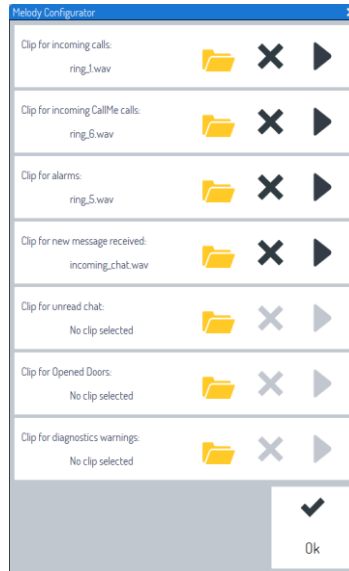 Melody Configurator
Clip for incoming calls:
ring_1.wav
Clip for incoming CallMe calls:
ring_6.wav
Clip for alarms:
ring_5.wav
Clip for new message received:
incoming_chat.wav
Clip for unread chat:
No clip selected
Clip for Opened Doors:
No clip selected
Clip for diagnostics warnings:
No clip selected
Ok